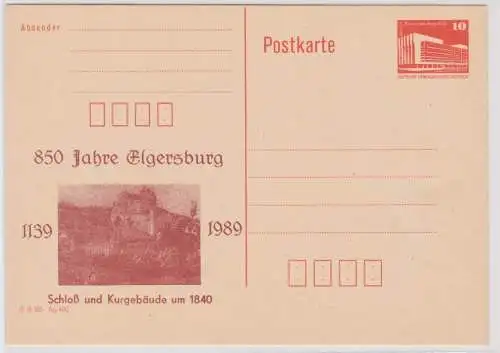 Absender
Postkarte
10
850 Jahre Elgersburg
1139
1989
Schloß und Kurgebäude um 1840